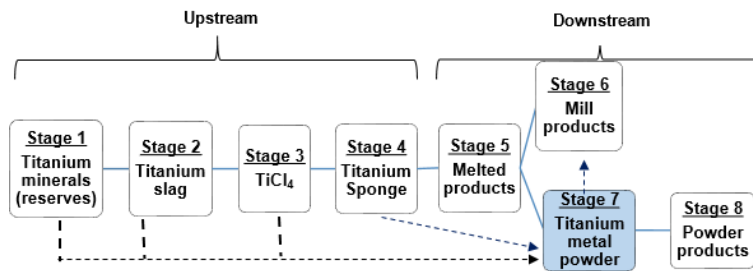 Upstream
Downstream
Stage 1
Titanium
minerals
(reserves)
Stage 2
Titanium
slag
Stage 3
TiCl₄
Stage 4
Titanium
Sponge
Stage 5
Melted
products
Stage 6
Mill
products
Stage 7
Titanium
metal
powder
Stage 8
Powder
products